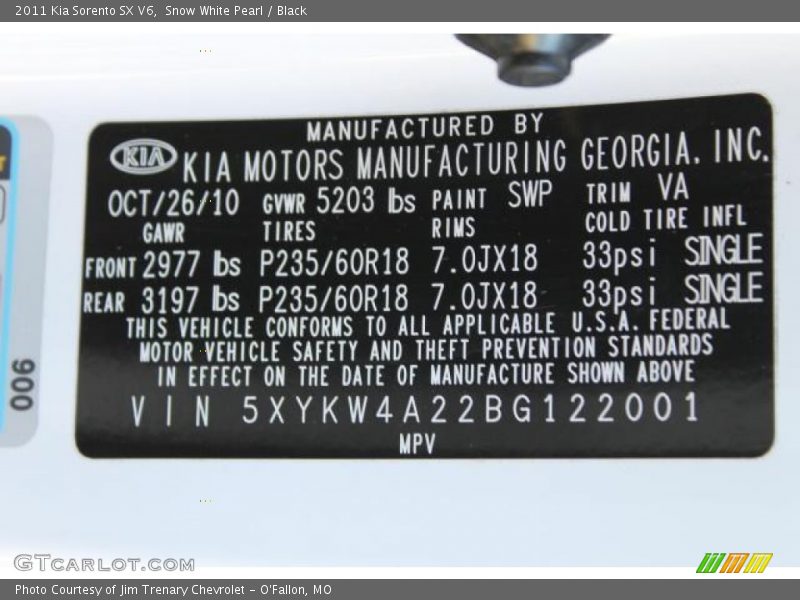 2011 Kia Sorento SX V6, Snow White Pearl / Black
MANUFACTURED BY
KIA KIA MOTORS MANUFACTURING GEORGIA. INC.
OCT/26/10 GVWR 5203 lbs PAINT SWP TRIM VA
GAWR TIRES RIMS COLD TIRE INFL
FRONT 2977 lbs P235/60R18 7.0JX18 33psi SINGLE
REAR 3197 lbs P235/60R18 7.0JX18 33psi SINGLE
THIS VEHICLE CONFORMS TO ALL APPLICABLE U.S.A. FEDERAL
MOTOR VEHICLE SAFETY AND THEFT PREVENTION STANDARDS
IN EFFECT ON THE DATE OF MANUFACTURE SHOWN ABOVE
VIN 5XYKW4A22BG122001
MPV
006
GTCARLOT.COM
Photo Courtesy of Jim Trenary Chevrolet - O'Fallon, MO